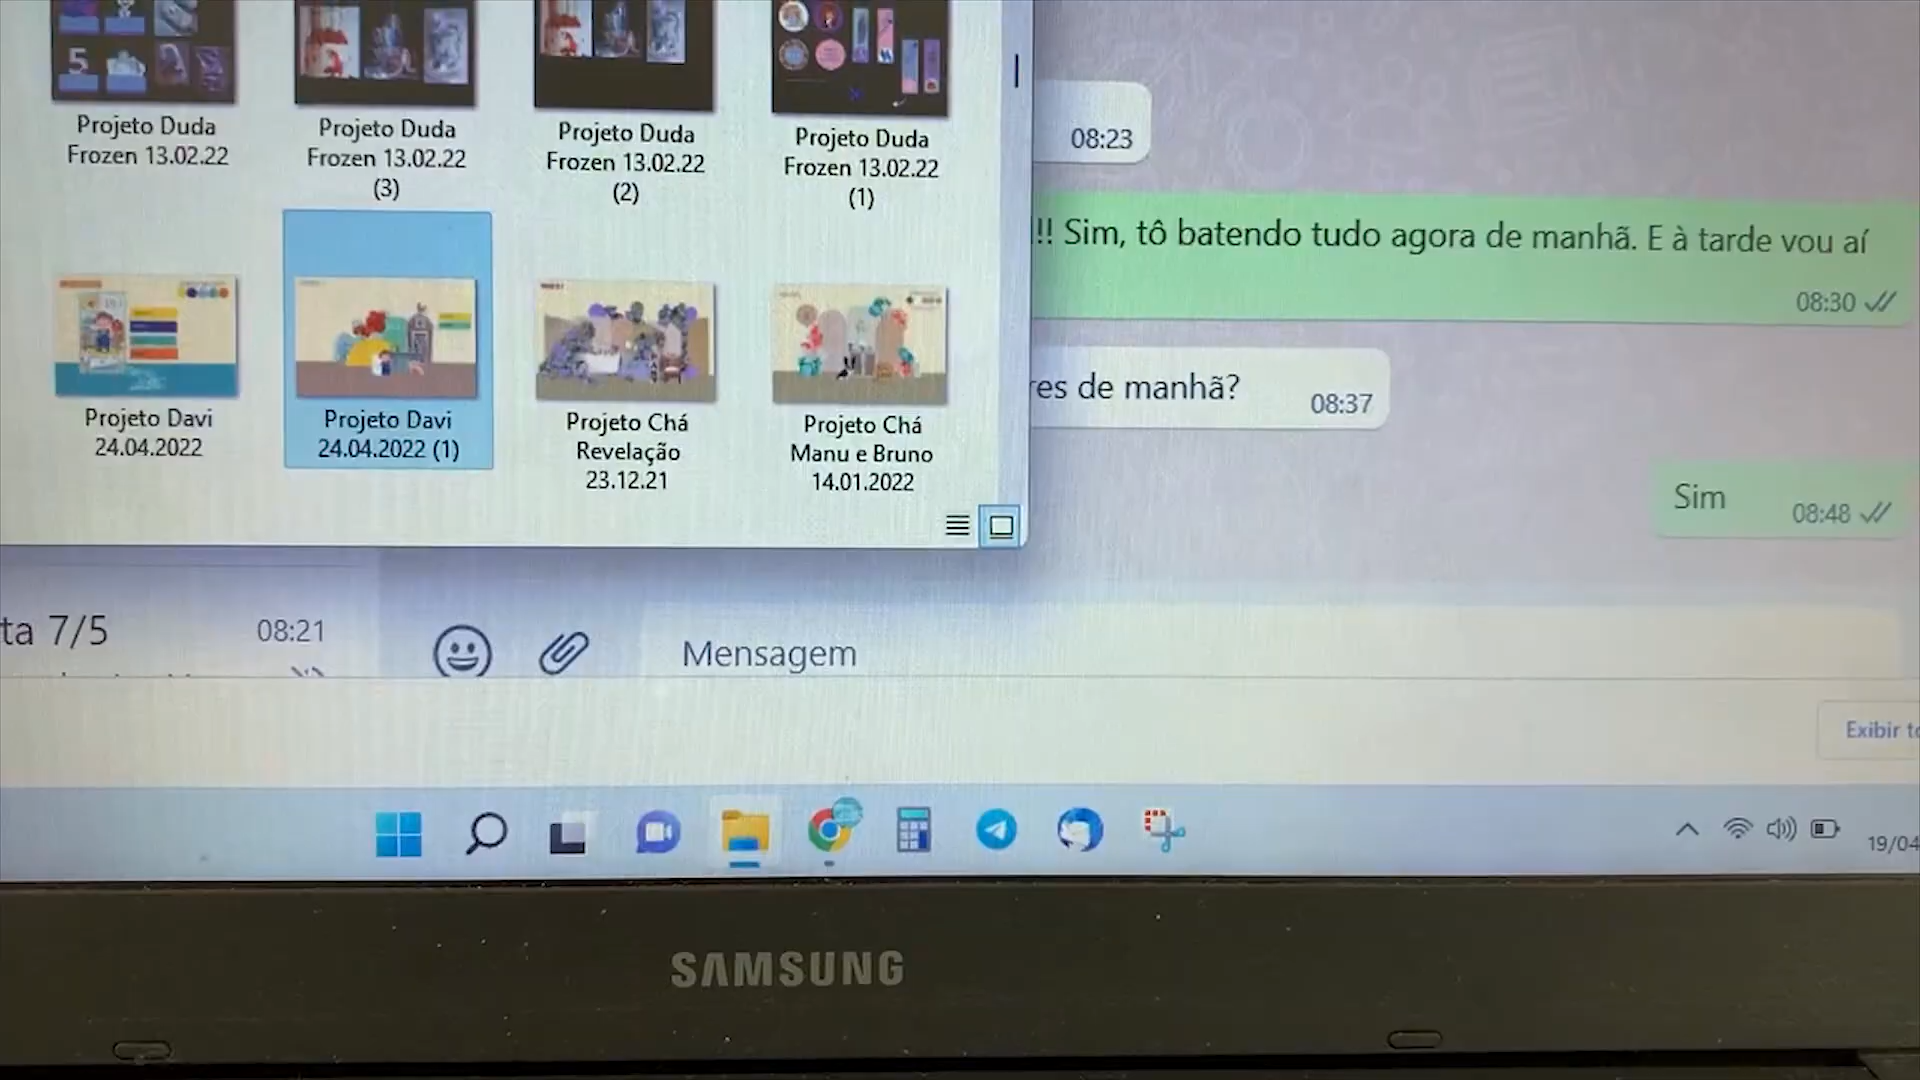 5
Projeto Duda
Frozen 13.02.22
Projeto Duda
Frozen 13.02.22
(3)
Projeto Duda
Frozen 13.02.22
(2)
Projeto Duda
Frozen 13.02.22
(1)
Projeto Davi
24.04.2022
Projeto Davi
24.04.2022 (1)
Projeto Chá
Revelação
23.12.21
Projeto Chá
Manu e Bruno
14.01.2022
08:23
!! Sim, tô batendo tudo agora de manhã. E à tarde vou aí
08:30
res de manhã?
08:37
Sim
08:48
ta 7/5
08:21
Mensagem
Exibir to
19/04
SAMSUNG